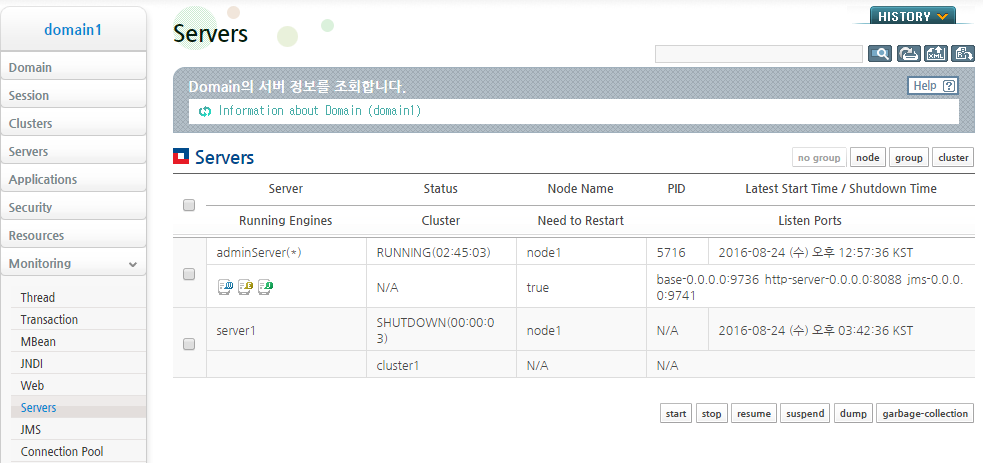 domain1
Domain
Session
Clusters
Servers
Applications
Security
Resources
Monitoring
Thread
Transaction
MBean
JNDI
Web
Servers
JMS
Connection Pool
Servers
HISTORY
Domain의 서버 정보를 조회합니다.
Help
Information about Domain (domain1)
Servers
no group node group cluster
Server Status Node Name PID Latest Start Time / Shutdown Time
Running Engines Cluster Need to Restart Listen Ports
adminServer(*) RUNNING(02:45:03) node1 5716 2016-08-24 (수) 오후 12:57:36 KST
N/A true base-0.0.0.0:9736 http-server-0.0.0.0:8088 jms-0.0.0.
0:9741
server1 SHUTDOWN(00:00:0
3) node1 N/A 2016-08-24 (수) 오후 03:42:36 KST
cluster1 N/A N/A
start stop resume suspend dump garbage-collection